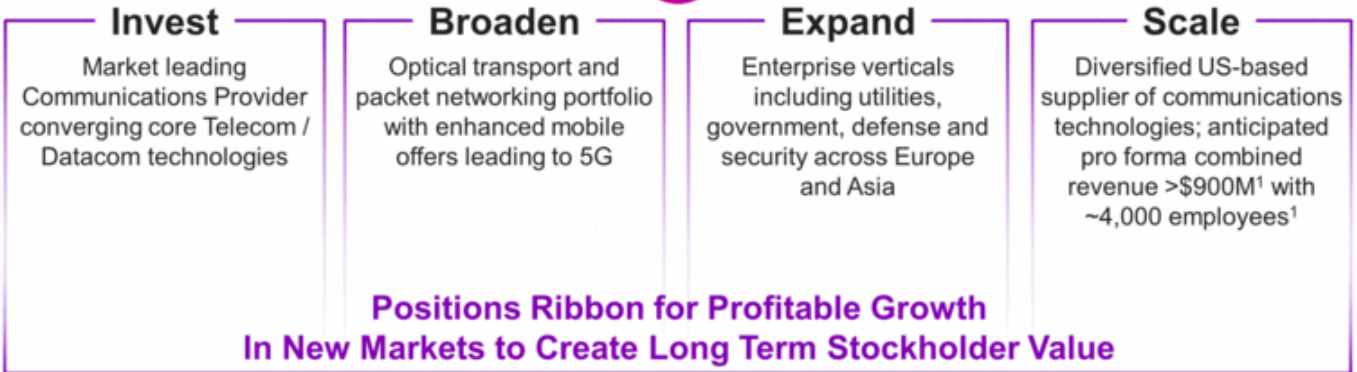 Invest
Market leading
Communications Provider
converging core Telecom /
Datacom technologies
Broaden
Optical transport and
packet networking portfolio
with enhanced mobile
offers leading to 5G
Expand
Enterprise verticals
including utilities,
government, defense and
security across Europe
and Asia
Scale
Diversified US-based
supplier of communications
technologies; anticipated
pro forma combined
revenue >$900M¹ with
~4,000 employees¹
Positions Ribbon for Profitable Growth
In New Markets to Create Long Term Stockholder Value